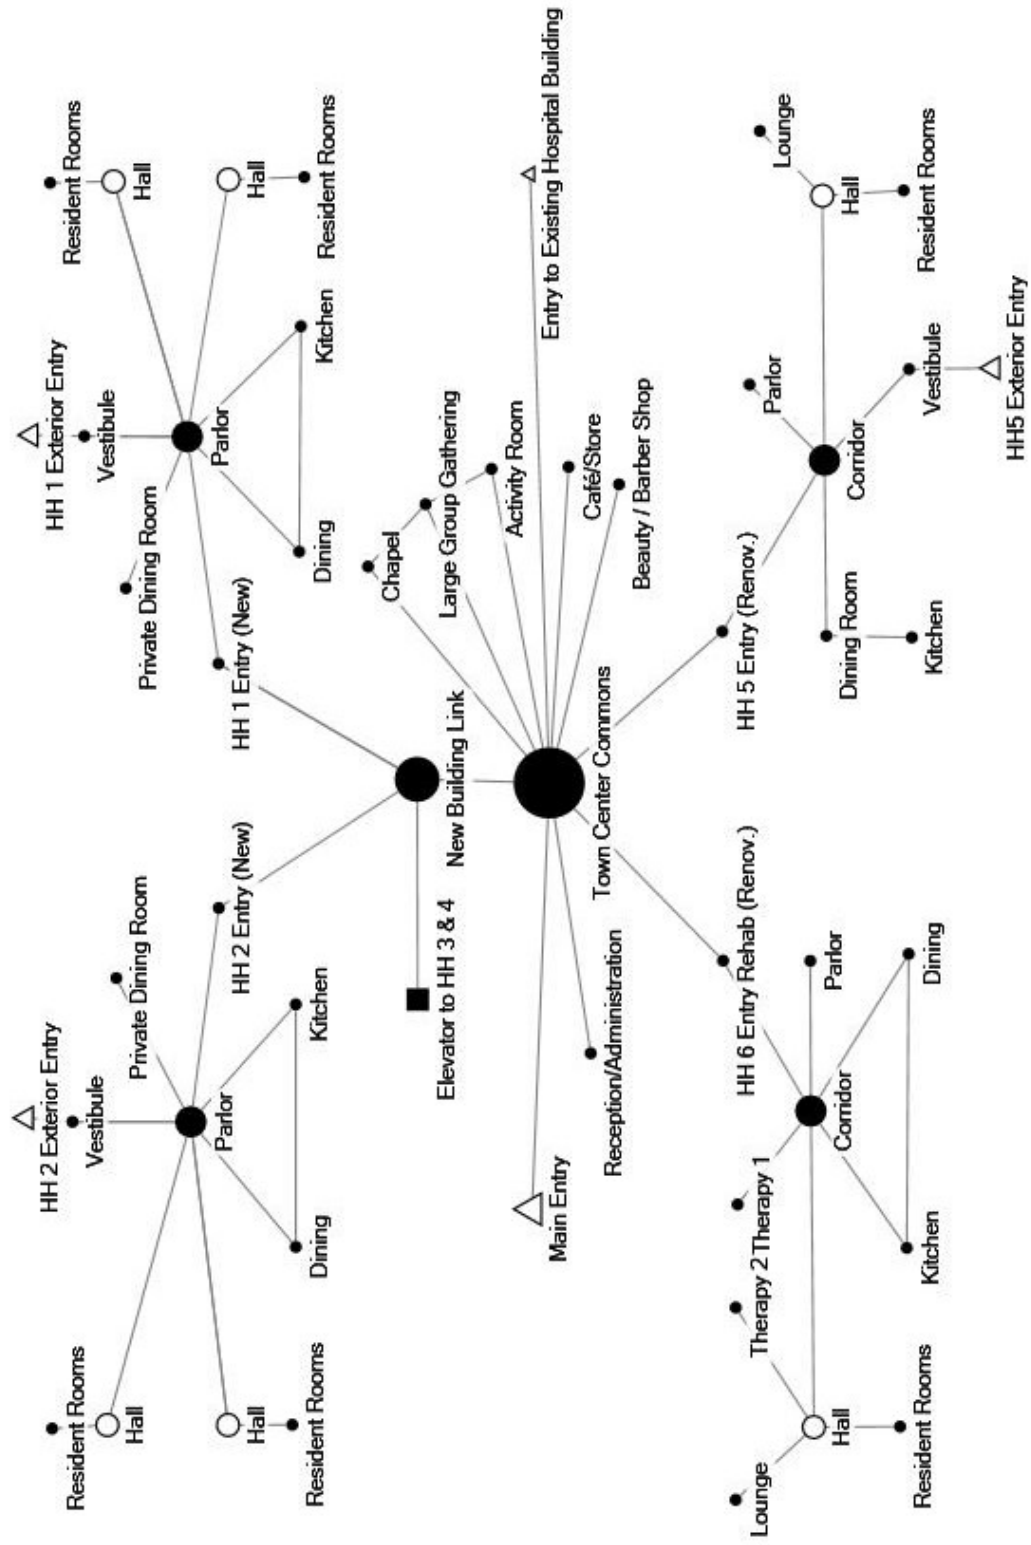 HH 2 Exterior Entry
Vestibule
Private Dining Room
Resident Rooms
Hall
Parlor
HH 2 Entry (New)
Hall
Resident Rooms
Dining
Kitchen
HH 1 Exterior Entry
Vestibule
Resident Rooms
Hall
Private Dining Room
Parlor
Hall
HH 1 Entry (New)
Dining
Kitchen
Resident Rooms
Elevator to HH 3 & 4
New Building Link
Chapel
Large Group Gathering
Activity Room
Main Entry
Entry to Existing Hospital Building
Café/Store
Reception/Administration
Town Center Commons
Beauty / Barber Shop
Lounge
Therapy 2
Therapy 1
HH 6 Entry Rehab (Renov.)
Hall
Corridor
Parlor
Resident Rooms
Kitchen
Dining
HH 5 Entry (Renov.)
Parlor
Lounge
Dining Room
Corridor
Hall
Kitchen
Vestibule
Resident Rooms
HH5 Exterior Entry